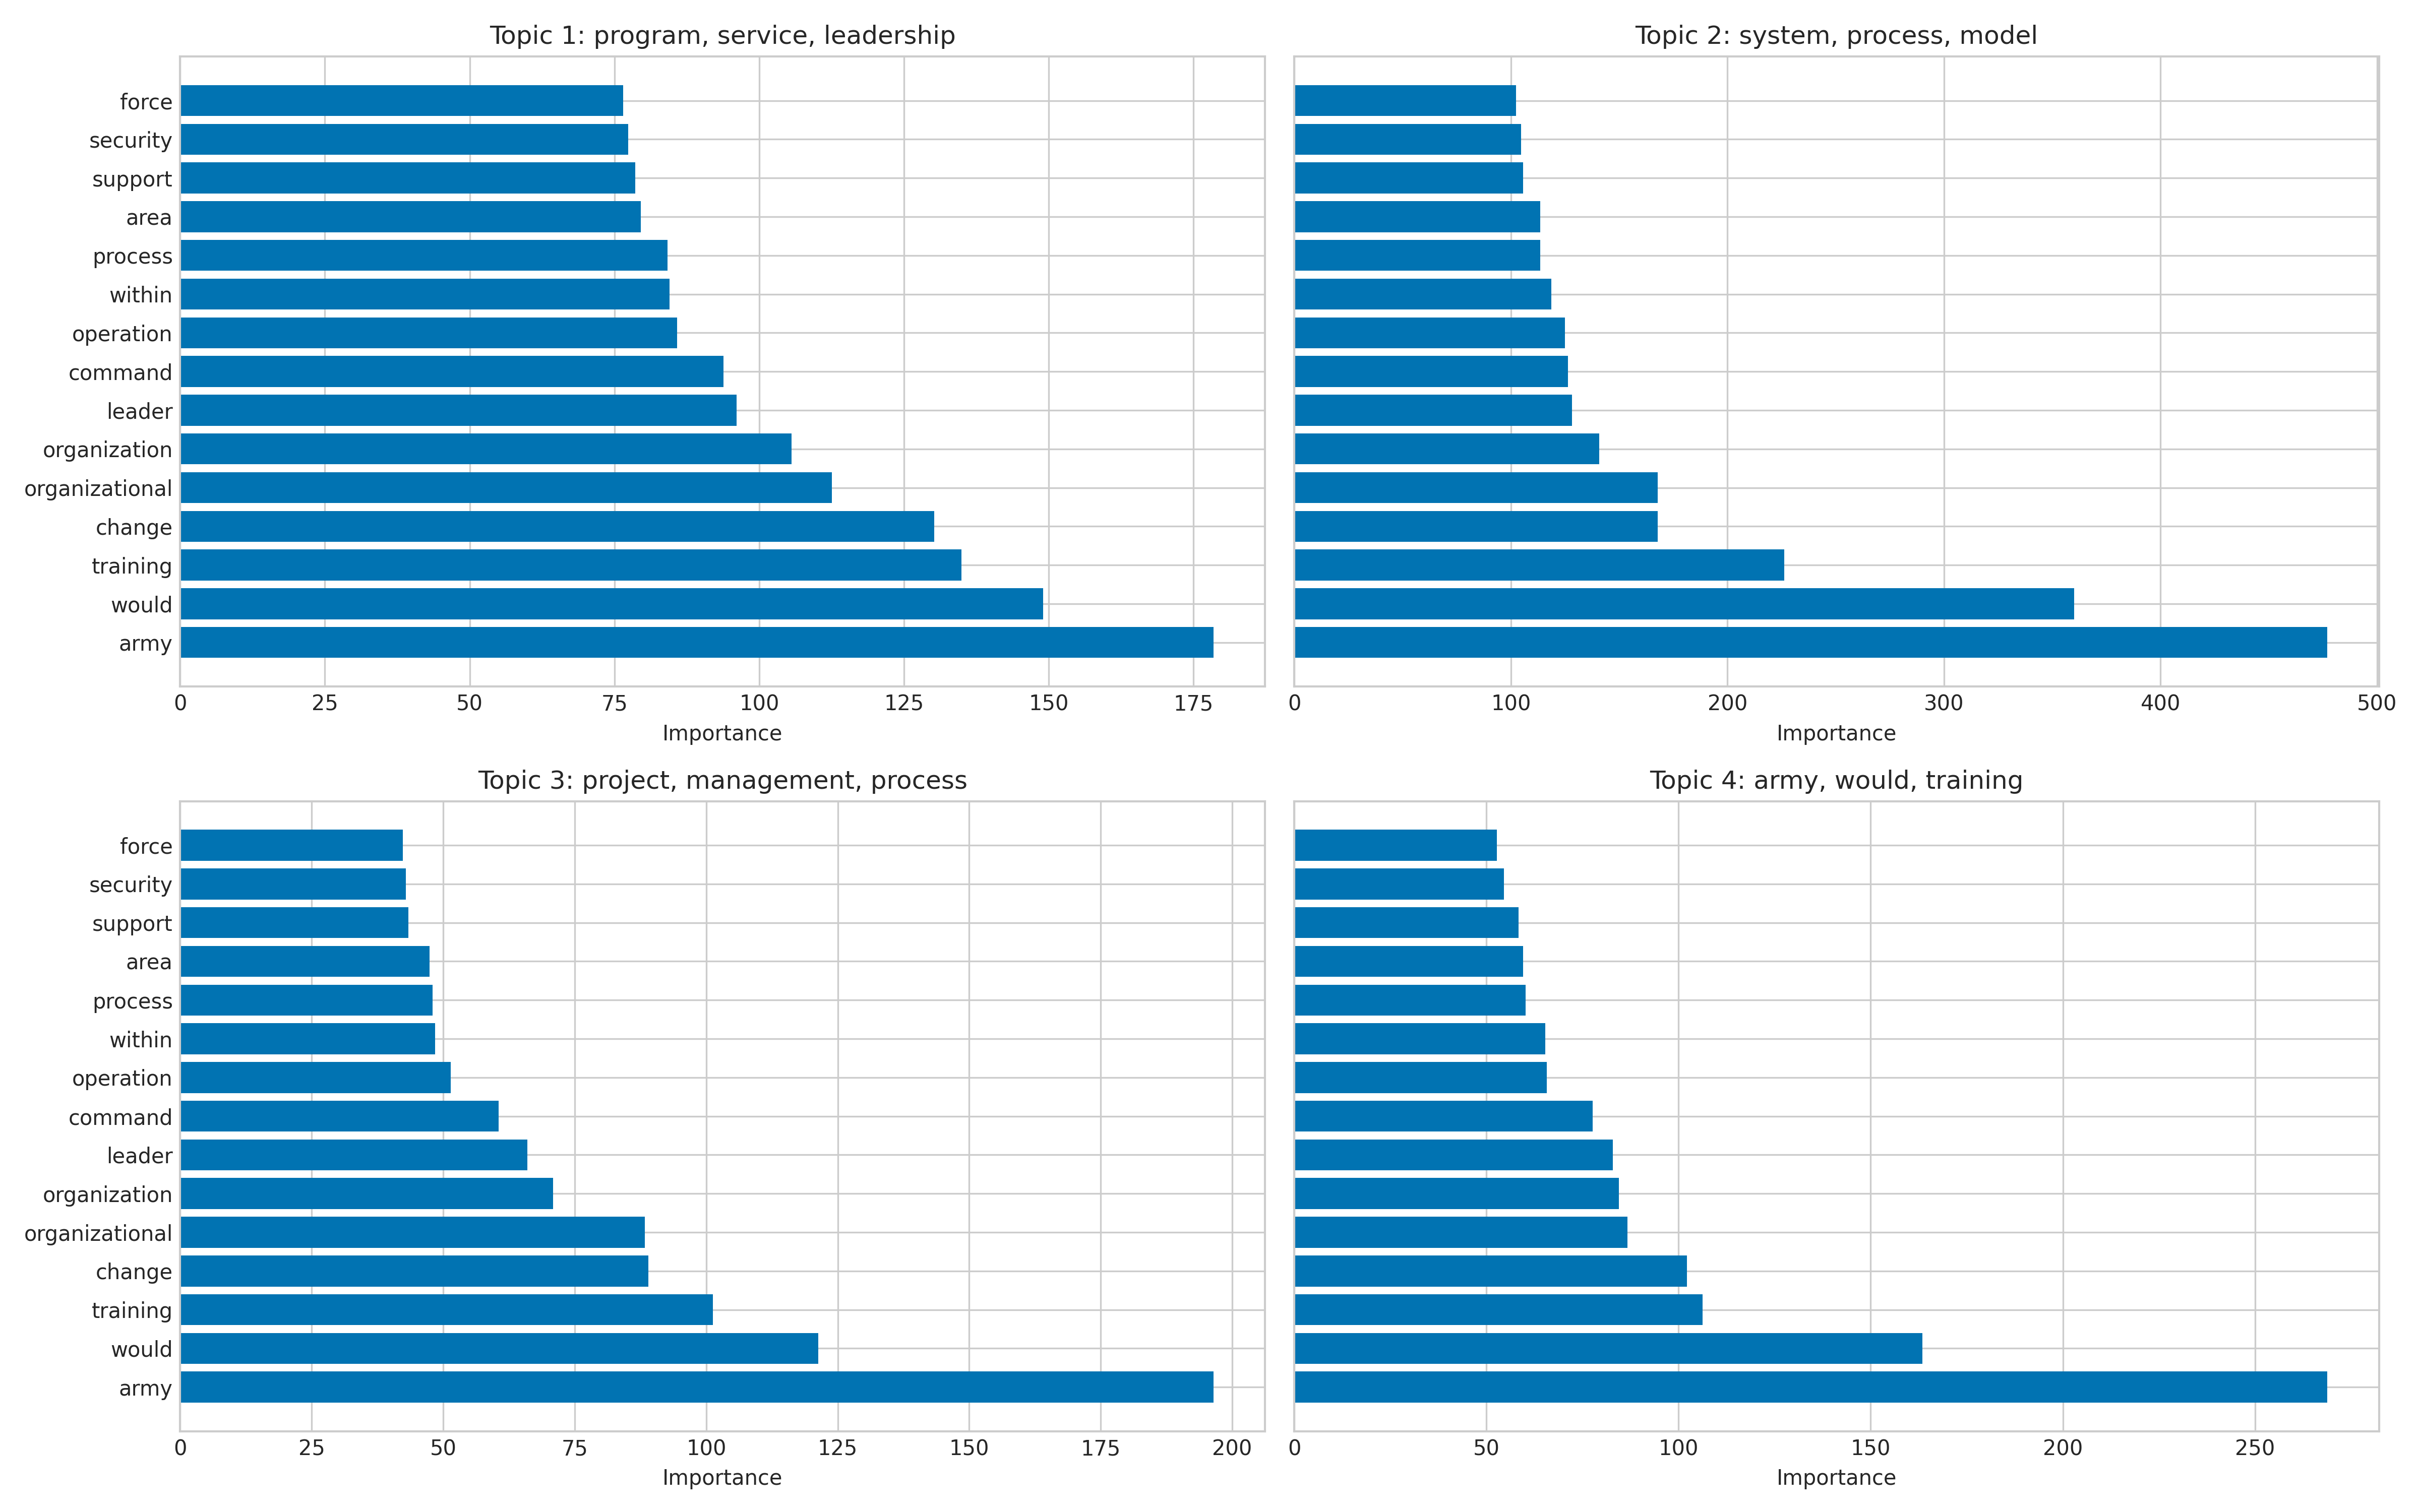 Topic 1: program, service, leadership
force
security
support
area
process
within
operation
command
leader
organization
organizational
change
training
would
army
0 25 50 75 100 125 150 175
Importance
Topic 2: system, process, model
0 100 200 300 400 500
Importance
Topic 3: project, management, process
force
security
support
area
process
within
operation
command
leader
organization
organizational
change
training
would
army
0 25 50 75 100 125 150 175 200
Importance
Topic 4: army, would, training
0 50 100 150 200 250
Importance